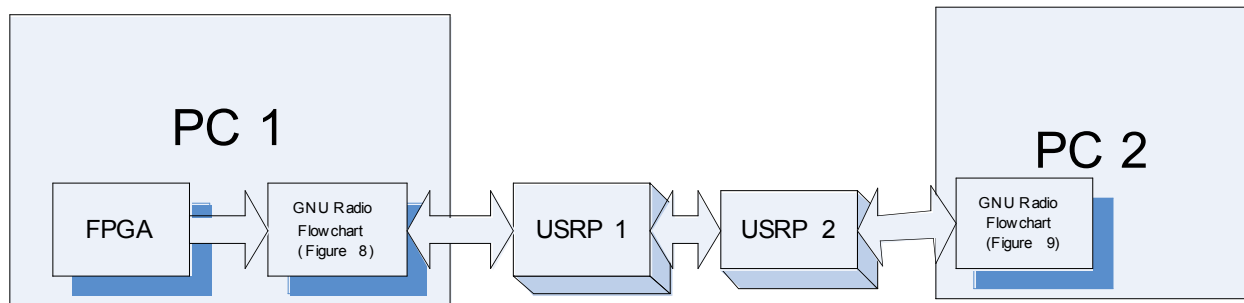 PC 1
FPGA
GNU Radio
Flowchart
(Figure 8)
USRP 1
USRP 2
PC 2
GNU Radio
Flowchart
(Figure 9)